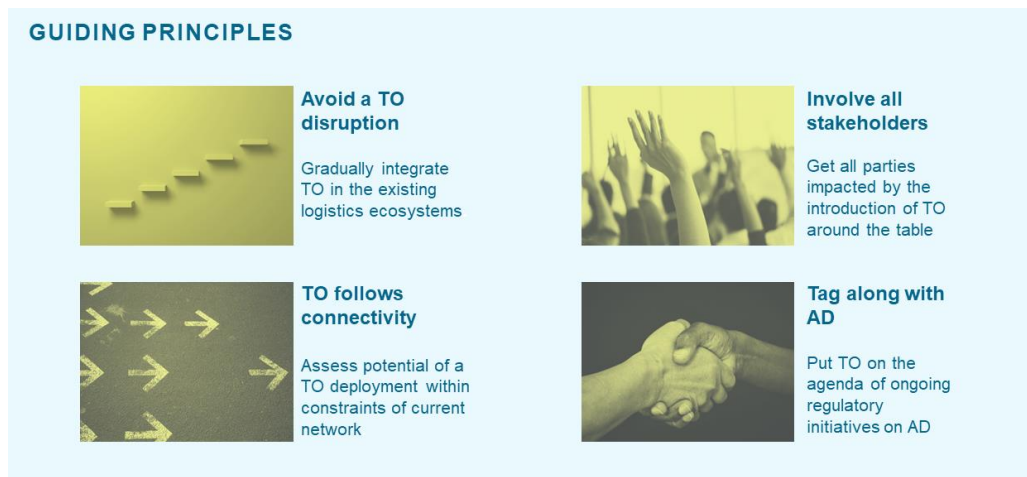 GUIDING PRINCIPLES
Avoid a TO
disruption
Gradually integrate
TO in the existing
logistics ecosystems
Involve all
stakeholders
Get all parties
impacted by the
introduction of TO
around the table
TO follows
connectivity
Assess potential of a
TO deployment within
constraints of current
network
Tag along with
AD
Put TO on the
agenda of ongoing
regulatory
initiatives on AD